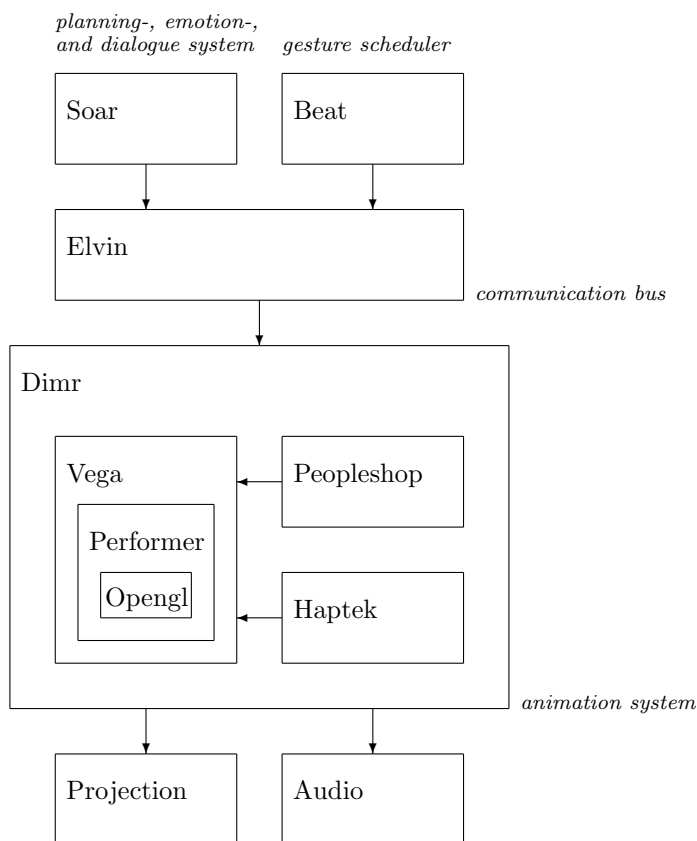 planning-, emotion-,
and dialogue system
gesture scheduler
Soar
Beat
Elvin
communication bus
Dimr
Vega
Peopleshop
Performer
Opengl
Haptek
animation system
Projection
Audio